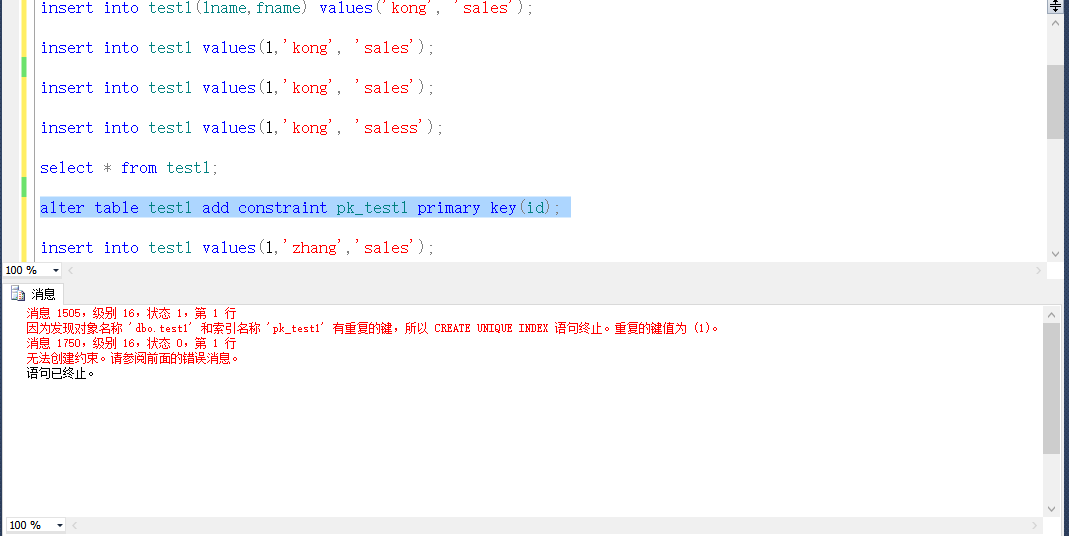 insert into test1(lname,fname) values('kong', 'sales');
insert into test1 values(1,'kong', 'sales');
insert into test1 values(1,'kong', 'sales');
insert into test1 values(1,'kong', 'saless');
select * from test1;
alter table test1 add constraint pk_test1 primary key(id);
insert into test1 values(1,'zhang','sales');
100 %
消息
消息 1505，级别 16，状态 1，第 1 行
因为发现对象名称 'dbo.test1' 和索引名称 'pk_test1' 有重复的键，所以 CREATE UNIQUE INDEX 语句终止。重复的键值为 (1)。
消息 1750，级别 16，状态 0，第 1 行
无法创建约束。请参阅前面的错误消息。
语句已终止。
100 %